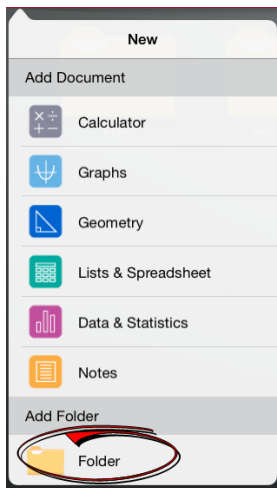 New
Add Document
Calculator
Graphs
Geometry
Lists & Spreadsheet
Data & Statistics
Notes
Add Folder
Folder